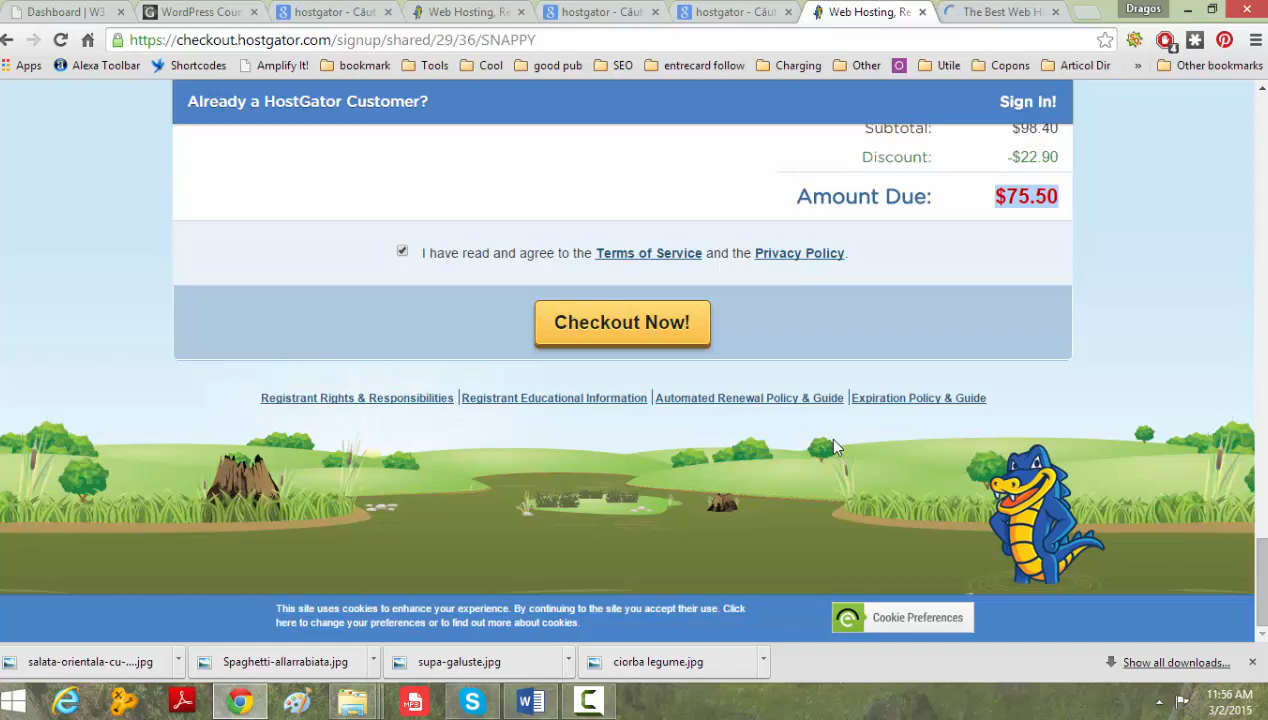 Dashboard | W3
WordPress Cour
hostgator - Cău
Web Hosting, Re
hostgator - Cău
hostgator - Cău
Web Hosting, Re
The Best Web H
Dragos
https://checkout.hostgator.com/signup/shared/29/36/SNAPPY
4
Apps
Alexa Toolbar
Shortcodes
Amplify It!
bookmark
Tools
Cool
good pub
SEO
entrecard follow
Charging
Other
Utile
Copons
Articol Dir
»
Other bookmarks
Already a HostGator Customer?
Sign In!
Subtotal: $98.40
Discount: -$22.90
Amount Due: $75.50
I have read and agree to the Terms of Service and the Privacy Policy.
Checkout Now!
Registrant Rights & Responsibilities | Registrant Educational Information | Automated Renewal Policy & Guide | Expiration Policy & Guide
This site uses cookies to enhance your experience. By continuing to the site you accept their use. Click
here to change your preferences or to find out more about cookies.
Cookie Preferences
salata-orientala-cu-....jpg
Spaghetti-allarrabiata.jpg
supa-galuste.jpg
ciorba legume.jpg
Show all downloads...
MP3
11:56 AM
3/2/2015